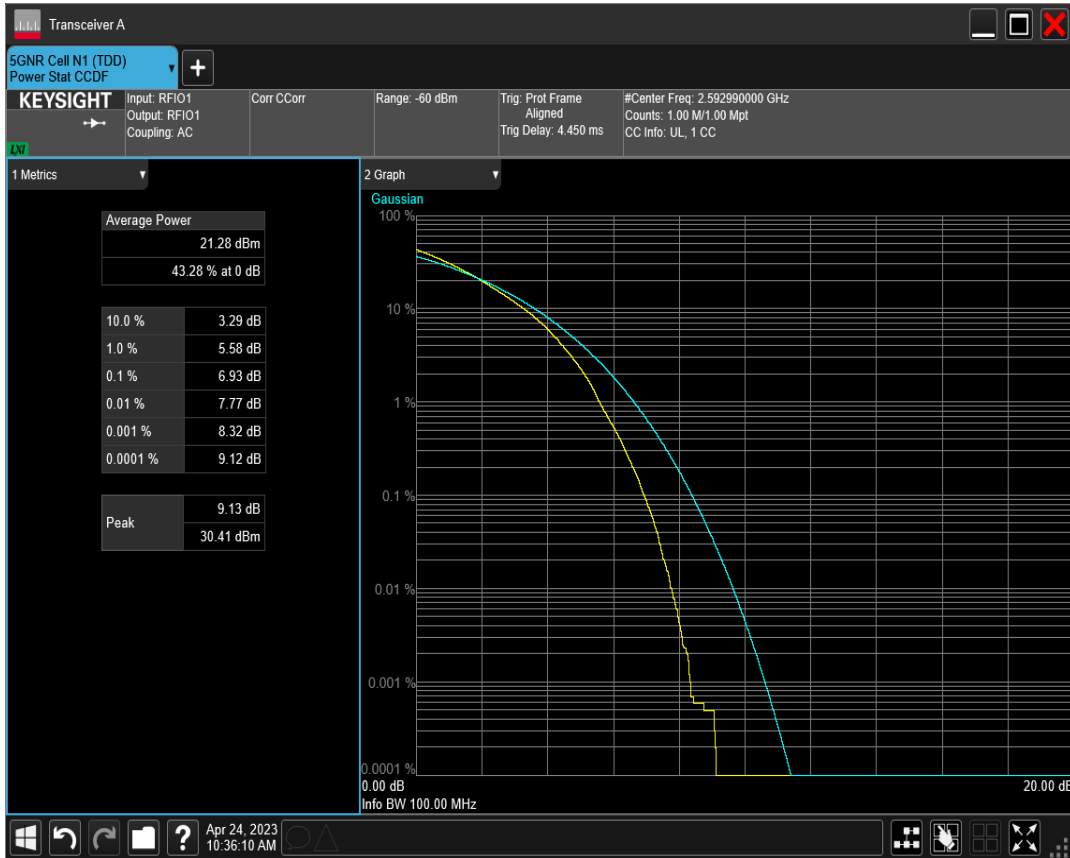 Transceiver A
5GNR Cell N1 (TDD)
Power Stat CCDF
+
KEYSIGHT
LXI
Input: RFIO1
Output: RFIO1
Coupling: AC
Corr CCorr
Range: -60 dBm
Trig: Prot Frame
Aligned
Trig Delay: 4.450 ms
#Center Freq: 2.592990000 GHz
Counts: 1.00 M/1.00 Mpt
CC Info: UL, 1 CC
1 Metrics
Average Power
21.28 dBm
43.28 % at 0 dB
10.0 % 3.29 dB
1.0 % 5.58 dB
0.1 % 6.93 dB
0.01 % 7.77 dB
0.001 % 8.32 dB
0.0001 % 9.12 dB
Peak
9.13 dB
30.41 dBm
2 Graph
Gaussian
100 %
10 %
1 %
0.1 %
0.01 %
0.001 %
0.0001 %
0.00 dB 20.00 dB
Info BW 100.00 MHz
?
Apr 24, 2023
10:36:10 AM